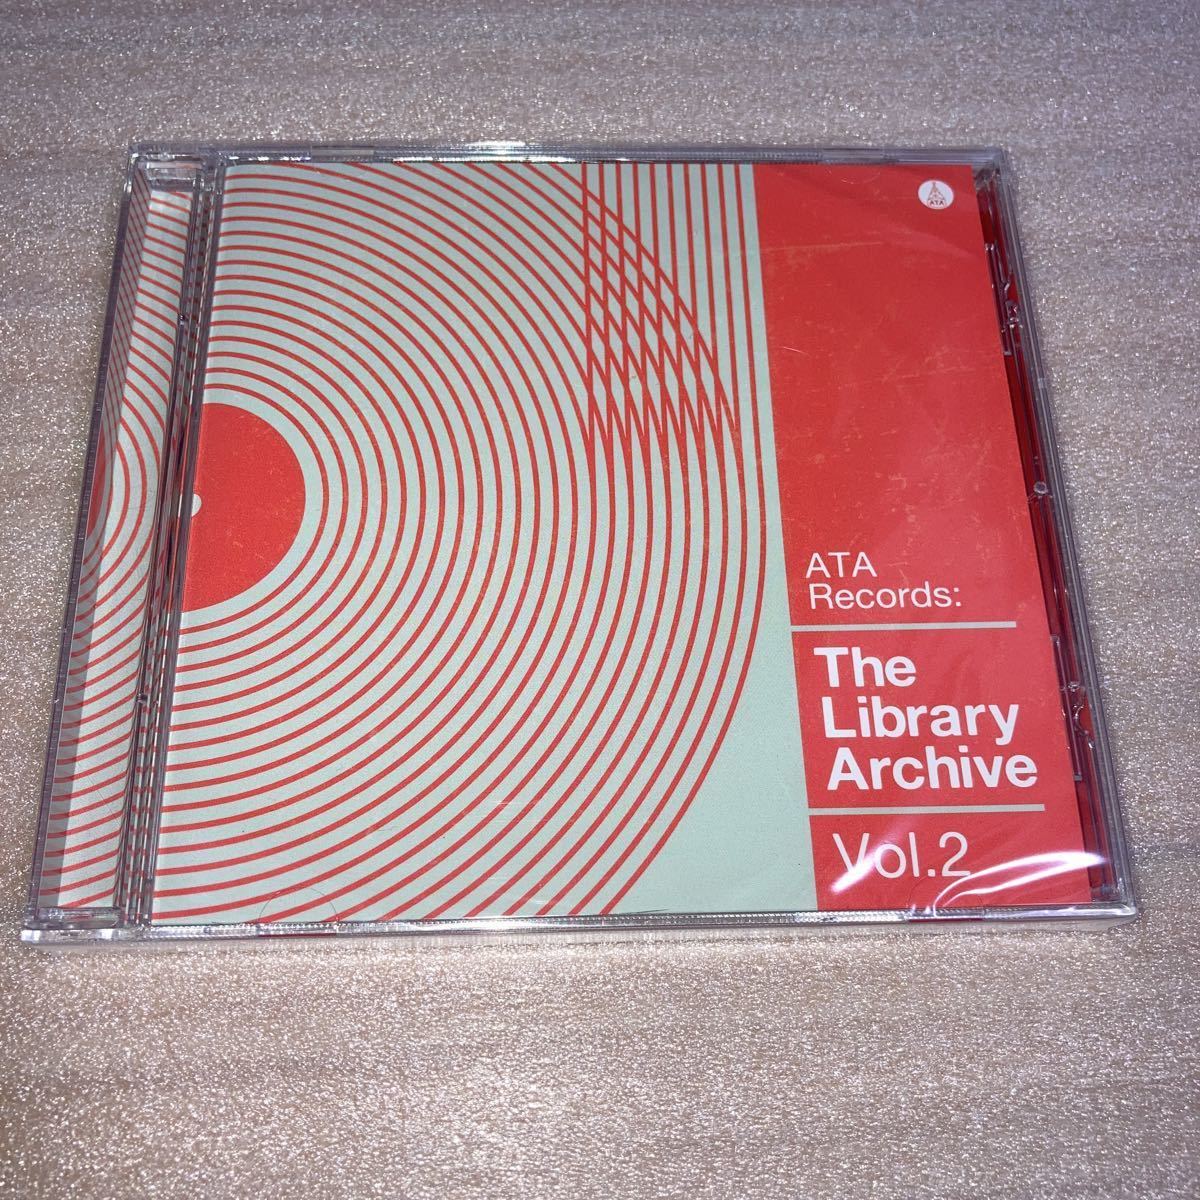 ATA
ATA
Records:
The
Library
Archive
Vol.2